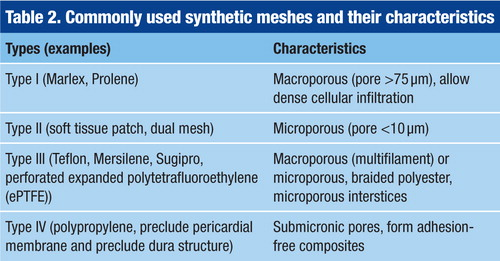 Table 2. Commonly used synthetic meshes and their characteristics
Types (examples) Characteristics
Type I (Marlex, Prolene) Macroporous (pore >75 µm), allow
dense cellular infiltration
Type II (soft tissue patch, dual mesh) Microporous (pore <10 µm)
Type III (Teflon, Mersilene, Sugipro, Macroporous (multifilament) or
perforated expanded polytetrafluoroethylene microporous, braided polyester,
(ePTFE)) microporous interstices
Type IV (polypropylene, preclude pericardial Submicronic pores, form adhesion-
membrane and preclude dura structure) free composites